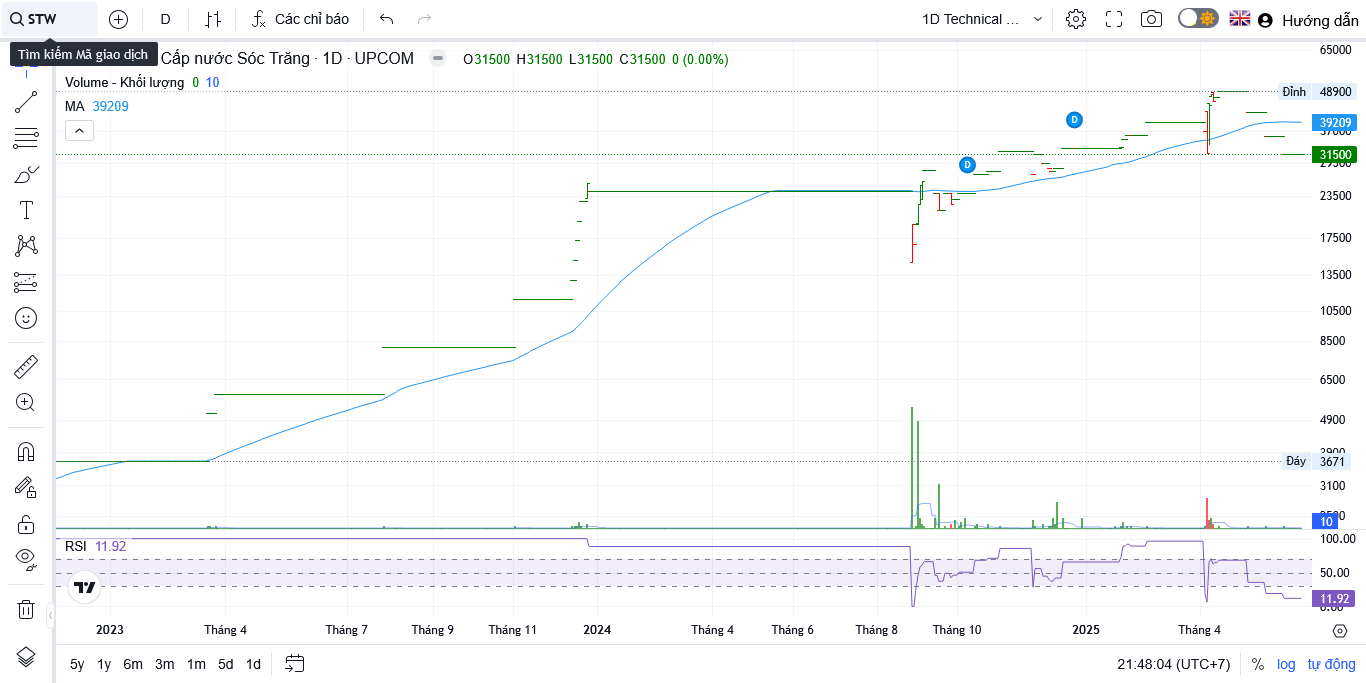 STW
D
Các chỉ báo
1D Technical ...
Hướng dẫn
Tìm kiếm Mã giao dịch
Cấp nước Sóc Trăng · 1D · UPCOM
O31500 H31500 L31500 C31500 0 (0.00%)
Volume - Khối lượng 0 10
MA 39209
65000
Đỉnh 48900
39209
31500
23500
17500
13500
10500
8500
6500
4900
Đáy 3671
3100
10
D
D
RSI 11.92
100.00
50.00
11.92
2023
Tháng 4
Tháng 7
Tháng 9
Tháng 11
2024
Tháng 4
Tháng 6
Tháng 8
Tháng 10
2025
Tháng 4
5y 1y 6m 3m 1m 5d 1d
21:48:04 (UTC+7)
% log tự động